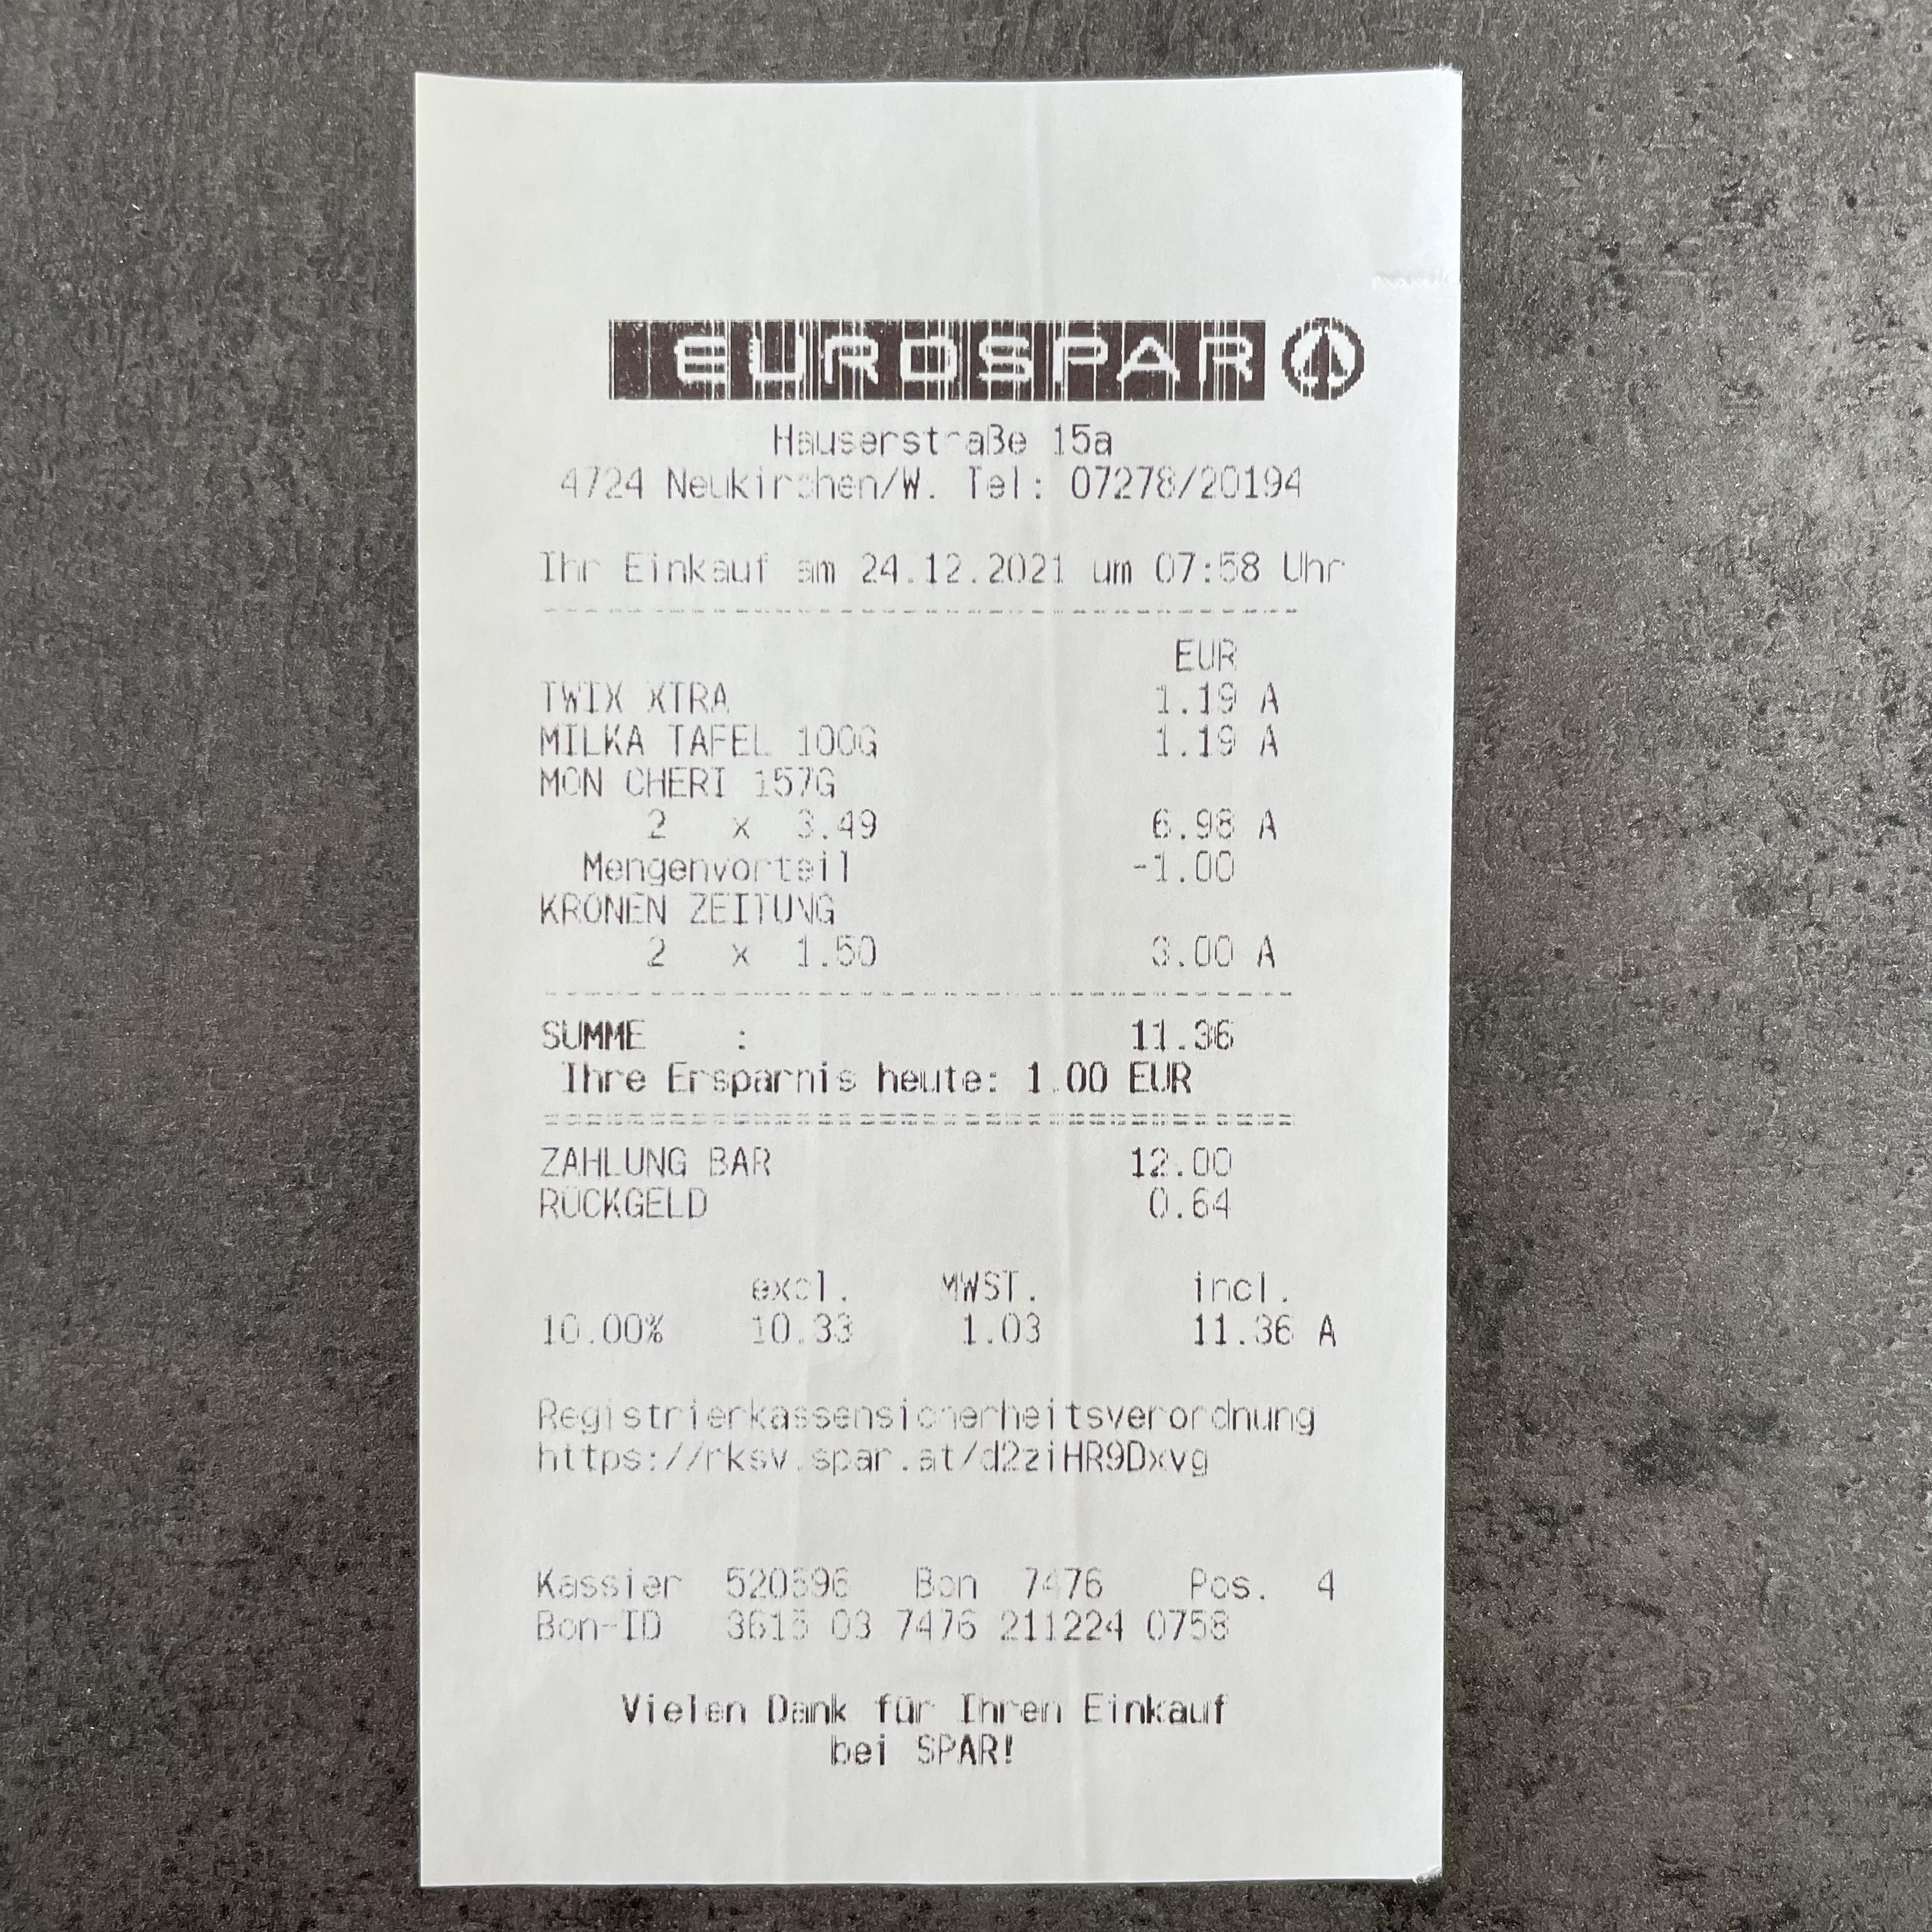 EUROSPAR
Hauserstraße 15a
4724 Neukirchen/W. Tel: 07278/20194
Ihr Einkauf am 24.12.2021 um 07:58 Uhr
EUR
TWIX XTRA 1.19 A
MILKA TAFEL 100G 1.19 A
MON CHERI 157G
2 x 3.49 6.98 A
Mengenvorteil -1.00
KRONEN ZEITUNG
2 x 1.50 3.00 A
SUMME : 11.36
Ihre Ersparnis heute: 1.00 EUR
ZAHLUNG BAR 12.00
RÜCKGELD 0.64
excl. MWST. incl.
10.00% 10.33 1.03 11.36 A
Registrierkassensicherheitsverordnung
https://rksv.spar.at/d2ziHR9Dxvg
Kassier Bon 7476 Pos. 4
Bon-ID 3615 03 7476 211224 0758
Vielen Dank für Ihren Einkauf
bei SPAR!